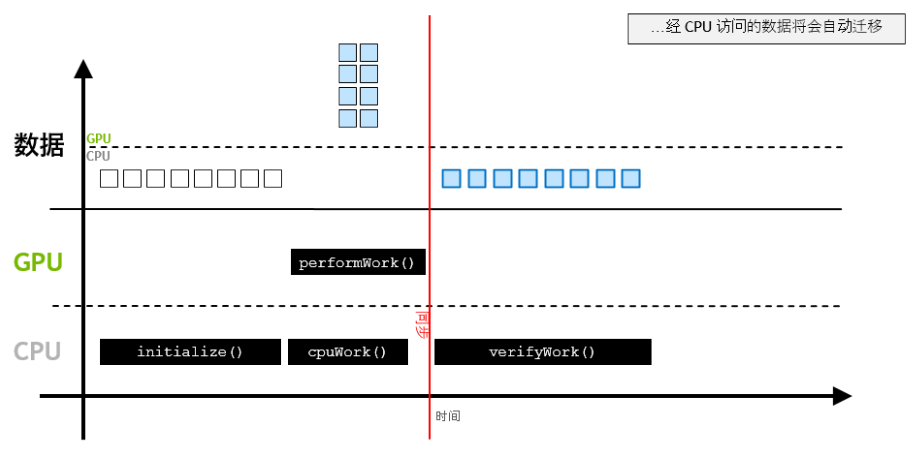 ...经 CPU 访问的数据将会自动迁移
数据
GPU
CPU
GPU
performWork()
同步
CPU
initialize()
cpuWork()
verifyWork()
时间